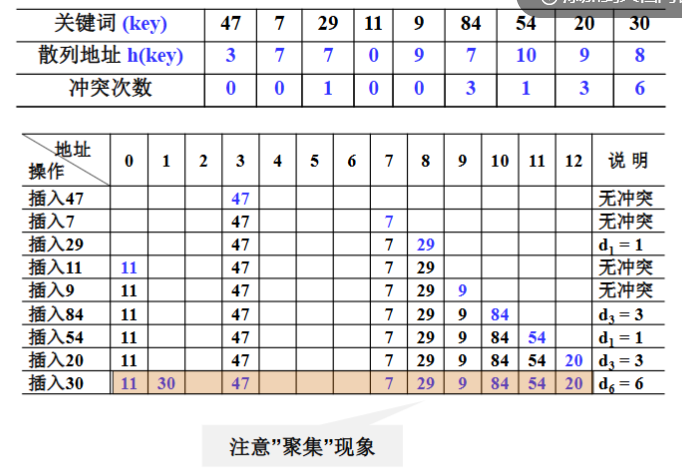 关键词 (key) 47 7 29 11 9 84 54 20 30
散列地址 h(key) 3 7 7 0 9 7 10 9 8
冲突次数 0 0 1 0 0 3 1 3 6
地址
操作 0 1 2 3 4 5 6 7 8 9 10 11 12 说 明
插入47 47 无冲突
插入7 47 7 无冲突
插入29 47 7 29 d₁ = 1
插入11 11 47 7 29 无冲突
插入9 11 47 7 29 9 无冲突
插入84 11 47 7 29 9 84 d₃ = 3
插入54 11 47 7 29 9 84 54 d₁ = 1
插入20 11 47 7 29 9 84 54 20 d₃ = 3
插入30 11 30 47 7 29 9 84 54 20 d₆ = 6
注意”聚集”现象